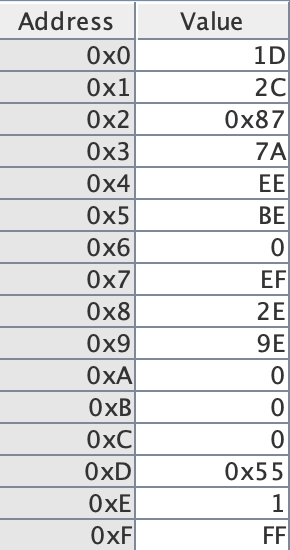 Address Value
0x0 1D
0x1 2C
0x2 0x87
0x3 7A
0x4 EE
0x5 BE
0x6 0
0x7 EF
0x8 2E
0x9 9E
0xA 0
0xB 0
0xC 0
0xD 0x55
0xE 1
0xF FF